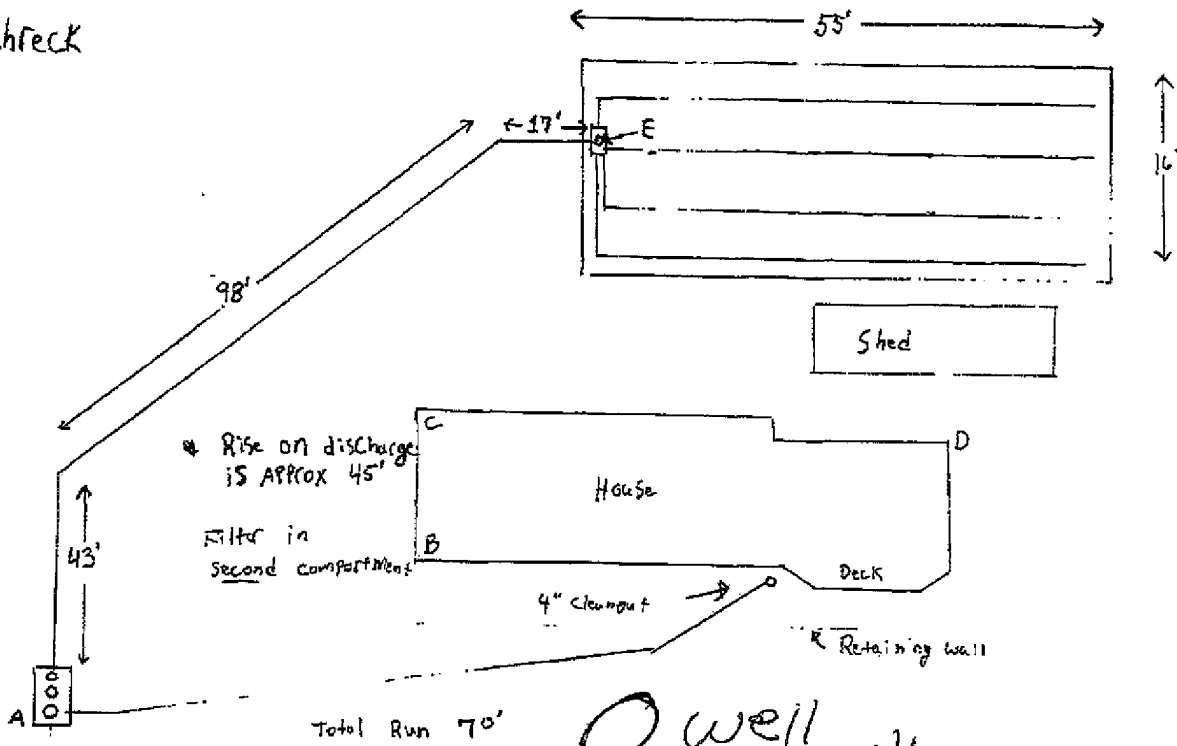 hreck
55'
17'
E
16'
98'
Shed
* Rise on discharge
is Approx 45'
C
D
House
Filter in
second compartment
B
43'
Deck
4" Cleanout
Retaining wall
A
Total Run 70'
well